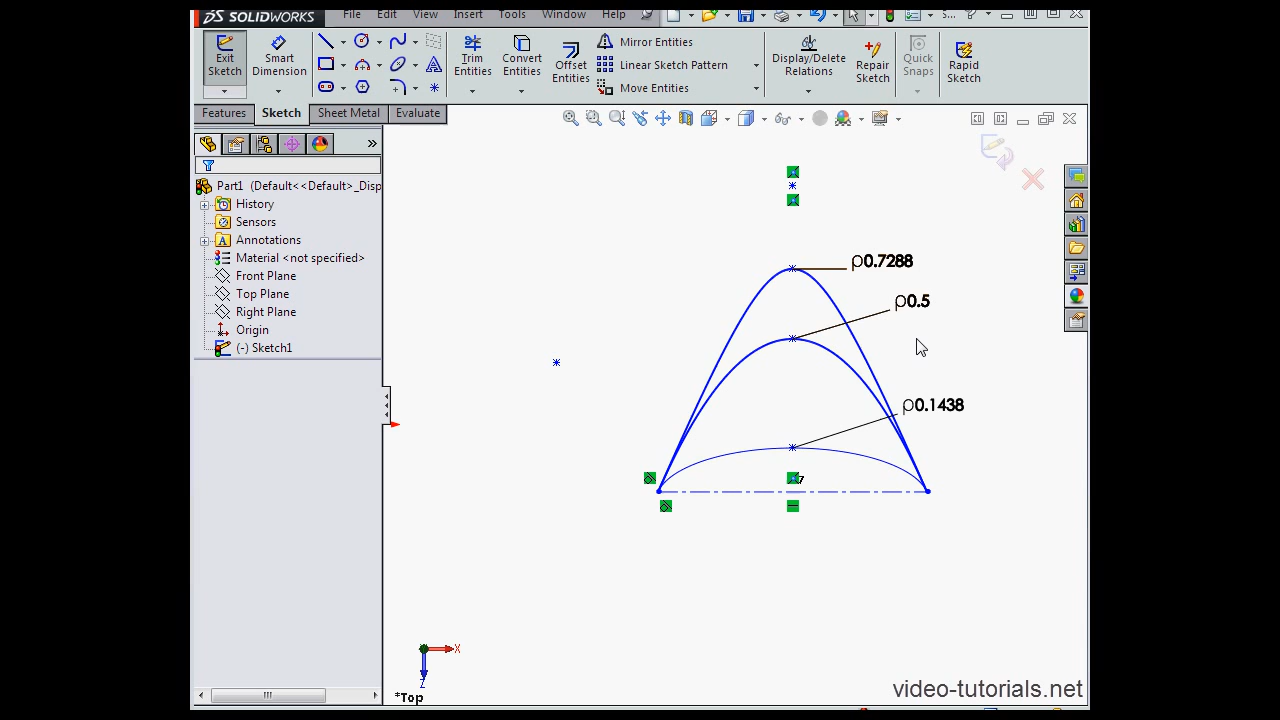 SOLIDWORKS File Edit View Insert Tools Window Help S...
Exit Sketch
Smart Dimension
Trim Entities
Convert Entities
Offset Entities
Mirror Entities
Linear Sketch Pattern
Move Entities
Display/Delete Relations
Repair Sketch
Quick Snaps
Rapid Sketch
Features Sketch Sheet Metal Evaluate
Part1 (Default<<Default>_Disp
History
Sensors
Annotations
Material <not specified>
Front Plane
Top Plane
Right Plane
Origin
(-) Sketch1
ρ0.7288
ρ0.5
ρ0.1438
7
X
Z
*Top
video-tutorials.net